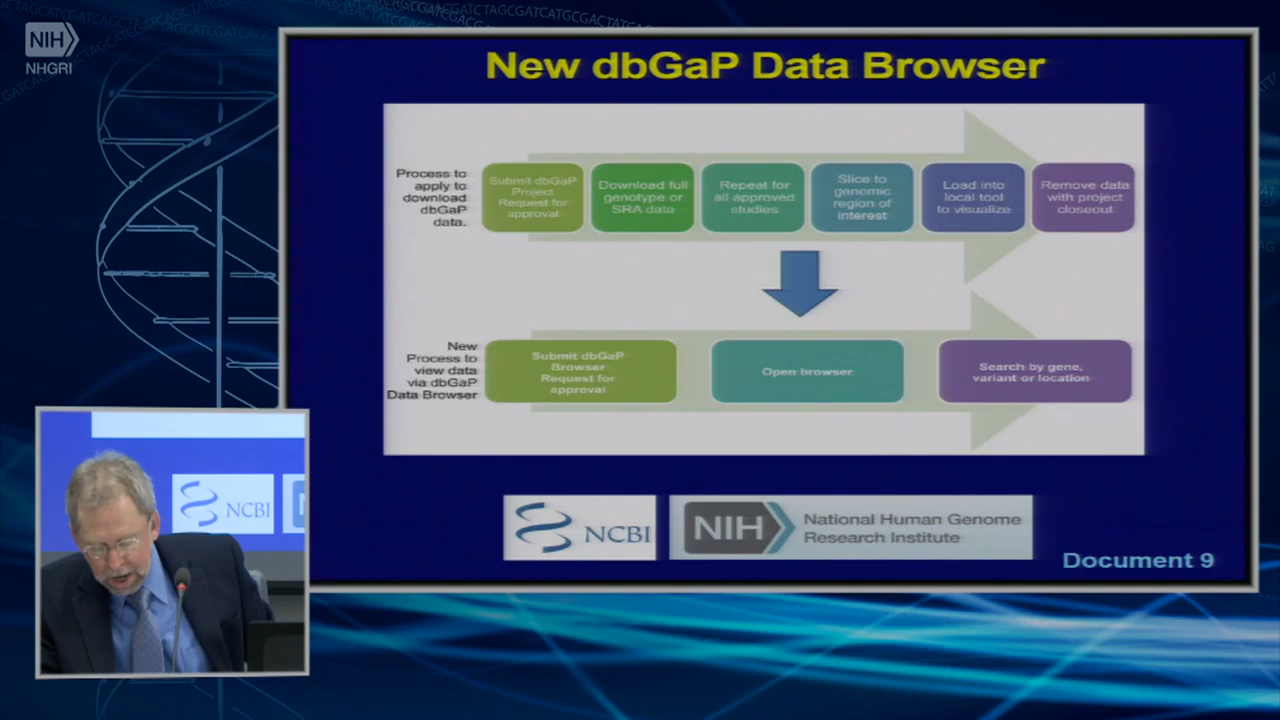 NIH
NHGRI
New dbGaP Data Browser
Process to
apply to
download
dbGaP
data.
Submit dbGaP
Project
Request for
approval
Download full
genotype or
SRA data
Repeat for
all approved
studies
Slice to
genomic
region of
interest
Load into
local tool
to visualize
Remove data
with project
closeout
New
Process to
view data
via dbGaP
Data Browser
Submit dbGaP
Browser
Request for
approval
Open browser
Search by gene,
variant or location
NCBI
NIH
National Human Genome
Research Institute
Document 9
NCBI